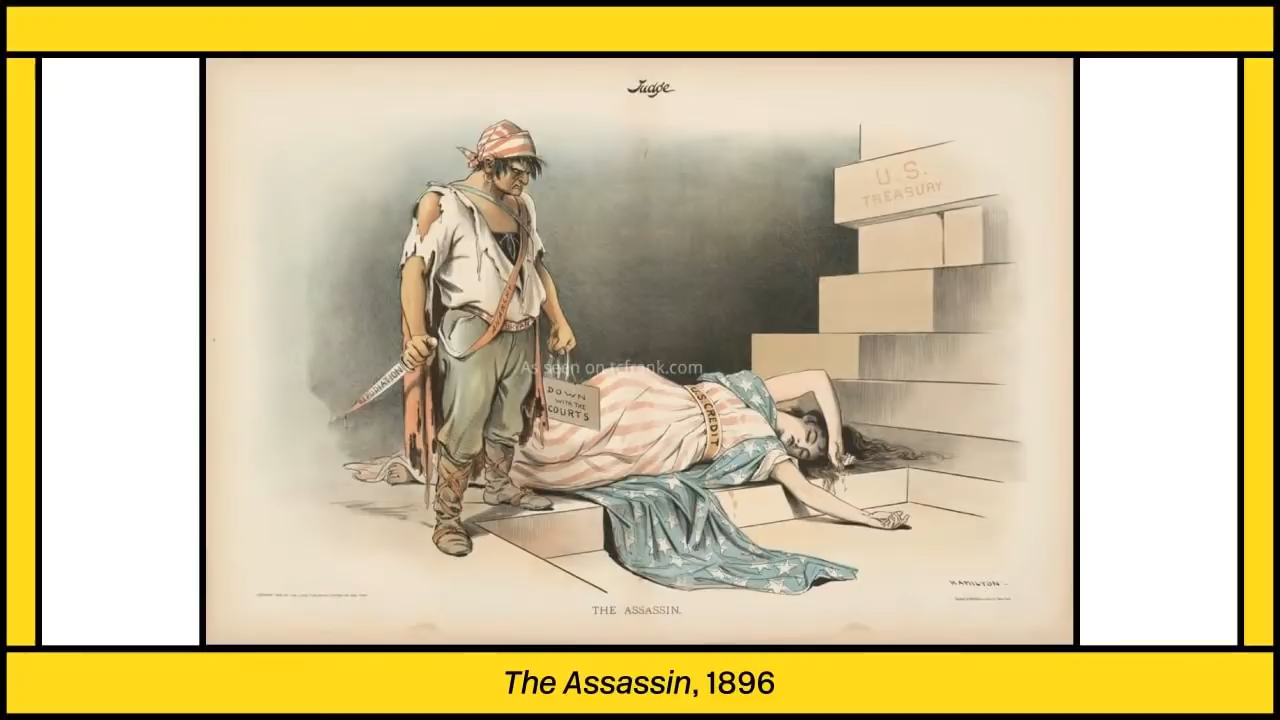 Judge
U.S.
TREASURY
As seen on tcfrank.com
REPUDIATION
DOWN
WITH THE
COURTS
U.S. CREDIT
HAMILTON
THE ASSASSIN.
The Assassin, 1896